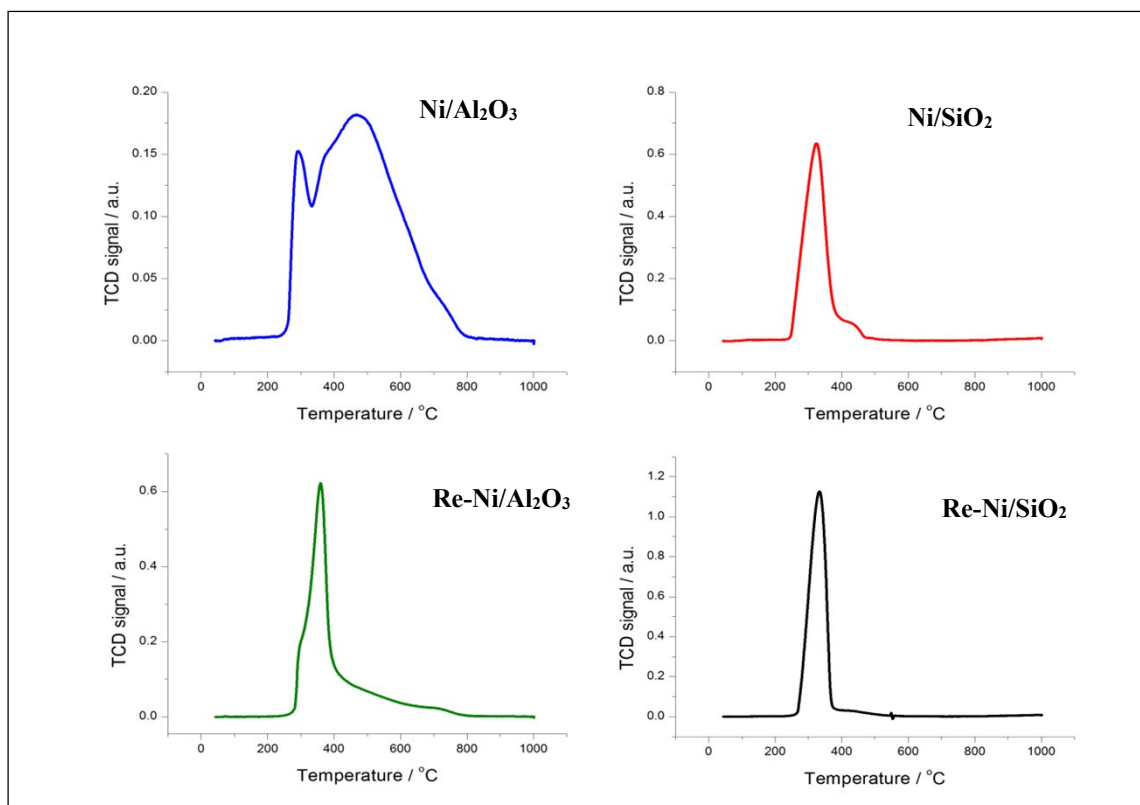 Ni/Al₂O₃
TCD signal / a.u.
0.20
0.15
0.10
0.05
0.00
0 200 400 600 800 1000
Temperature / °C
Ni/SiO₂
TCD signal / a.u.
0.8
0.6
0.4
0.2
0.0
0 200 400 600 800 1000
Temperature / °C
Re-Ni/Al₂O₃
TCD signal / a.u.
0.6
0.4
0.2
0.0
0 200 400 600 800 1000
Temperature / °C
Re-Ni/SiO₂
TCD signal / a.u.
1.2
1.0
0.8
0.6
0.4
0.2
0.0
0 200 400 600 800 1000
Temperature / °C